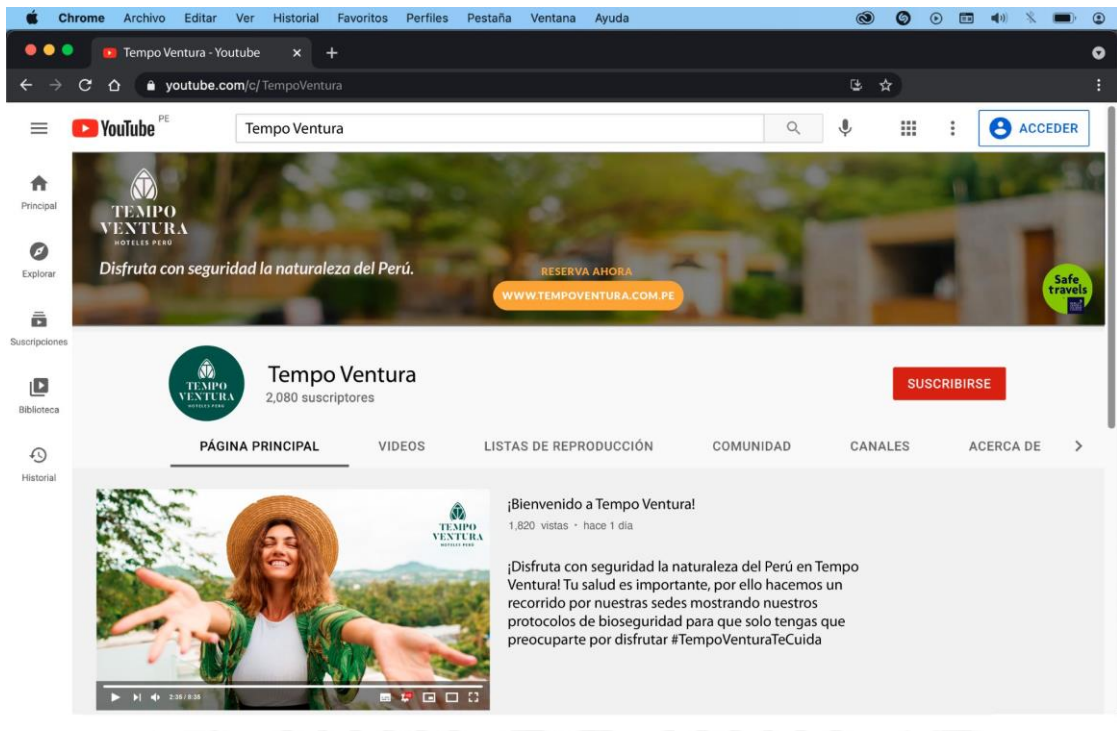 Chrome Archivo Editar Ver Historial Favoritos Perfiles Pestaña Ventana Ayuda
Tempo Ventura - Youtube
youtube.com/c/TempoVentura
YouTube PE
Tempo Ventura
ACCEDER
Principal
Explorar
Suscripciones
Biblioteca
Historial
TEMPO
VENTURA
HOTELES PERÚ
Disfruta con seguridad la naturaleza del Perú.
RESERVA AHORA
WWW.TEMPOVENTURA.COM.PE
Safe
travels
TEMPO
VENTURA
HOTELES PERÚ
Tempo Ventura
2,080 suscriptores
SUSCRIBIRSE
PÁGINA PRINCIPAL VIDEOS LISTAS DE REPRODUCCIÓN COMUNIDAD CANALES ACERCA DE
TEMPO
VENTURA
HOTELES PERÚ
2:38 / 8:38
¡Bienvenido a Tempo Ventura!
1,820 vistas · hace 1 dia
¡Disfruta con seguridad la naturaleza del Perú en Tempo
Ventura! Tu salud es importante, por ello hacemos un
recorrido por nuestras sedes mostrando nuestros
protocolos de bioseguridad para que solo tengas que
preocuparte por disfrutar #TempoVenturaTeCuida